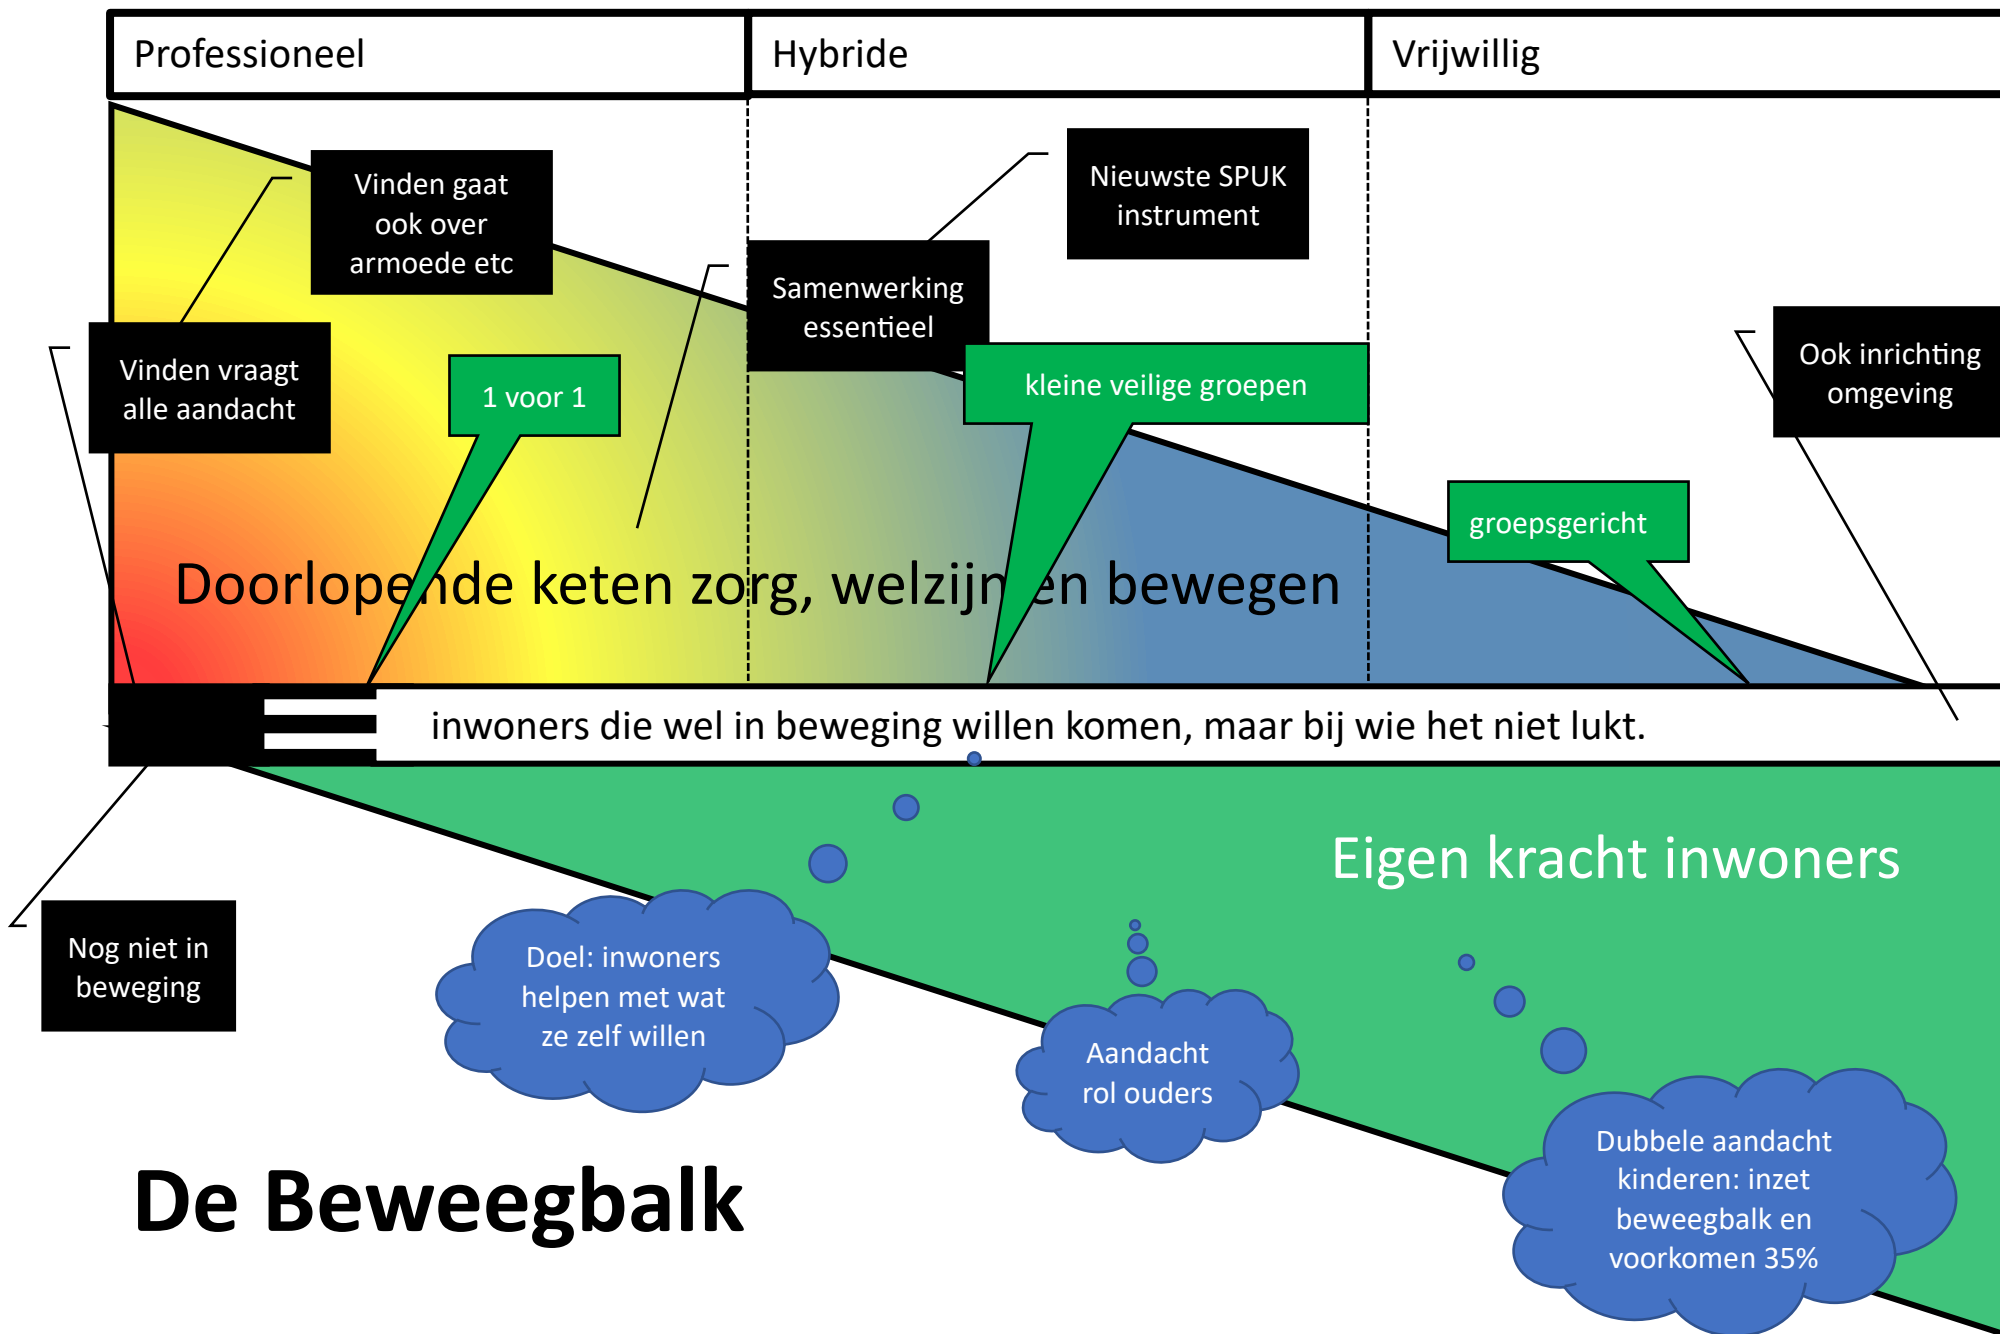 Professioneel
Hybride
Vrijwillig
Vinden gaat
ook over
armoede etc
Nieuwste SPUK
instrument
Samenwerking
essentieel
Vinden vraagt
alle aandacht
1 voor 1
kleine veilige groepen
Ook inrichting
omgeving
groepsgericht
Doorlopende keten zorg, welzijn en bewegen
inwoners die wel in beweging willen komen, maar bij wie het niet lukt.
Eigen kracht inwoners
Nog niet in
beweging
Doel: inwoners
helpen met wat
ze zelf willen
Aandacht
rol ouders
Dubbele aandacht
kinderen: inzet
beweegbalk en
voorkomen 35%
De Beweegbalk